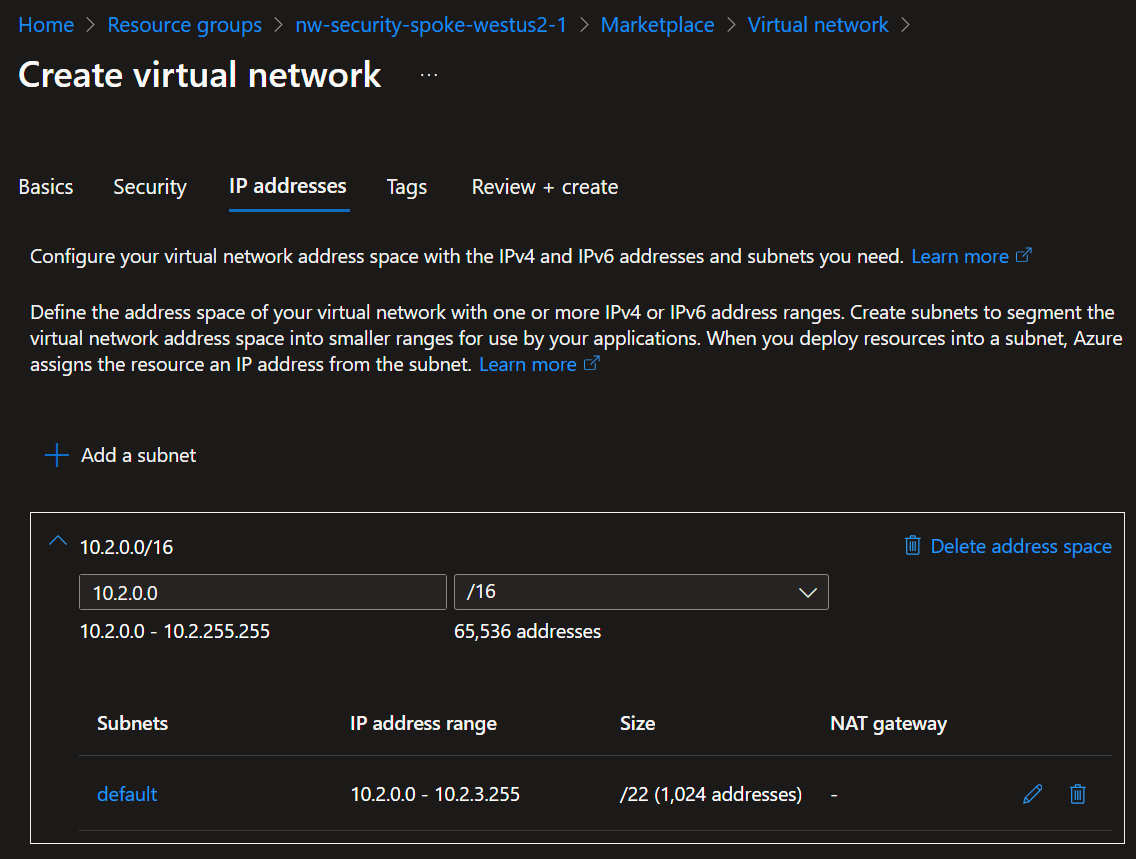 Home > Resource groups > nw-security-spoke-westus2-1 > Marketplace > Virtual network >
Create virtual network ...
Basics Security IP addresses Tags Review + create
Configure your virtual network address space with the IPv4 and IPv6 addresses and subnets you need. Learn more
Define the address space of your virtual network with one or more IPv4 or IPv6 address ranges. Create subnets to segment the
virtual network address space into smaller ranges for use by your applications. When you deploy resources into a subnet, Azure
assigns the resource an IP address from the subnet. Learn more
+ Add a subnet
10.2.0.0/16 Delete address space
10.2.0.0 /16
10.2.0.0 - 10.2.255.255 65,536 addresses
Subnets IP address range Size NAT gateway
default 10.2.0.0 - 10.2.3.255 /22 (1,024 addresses) -